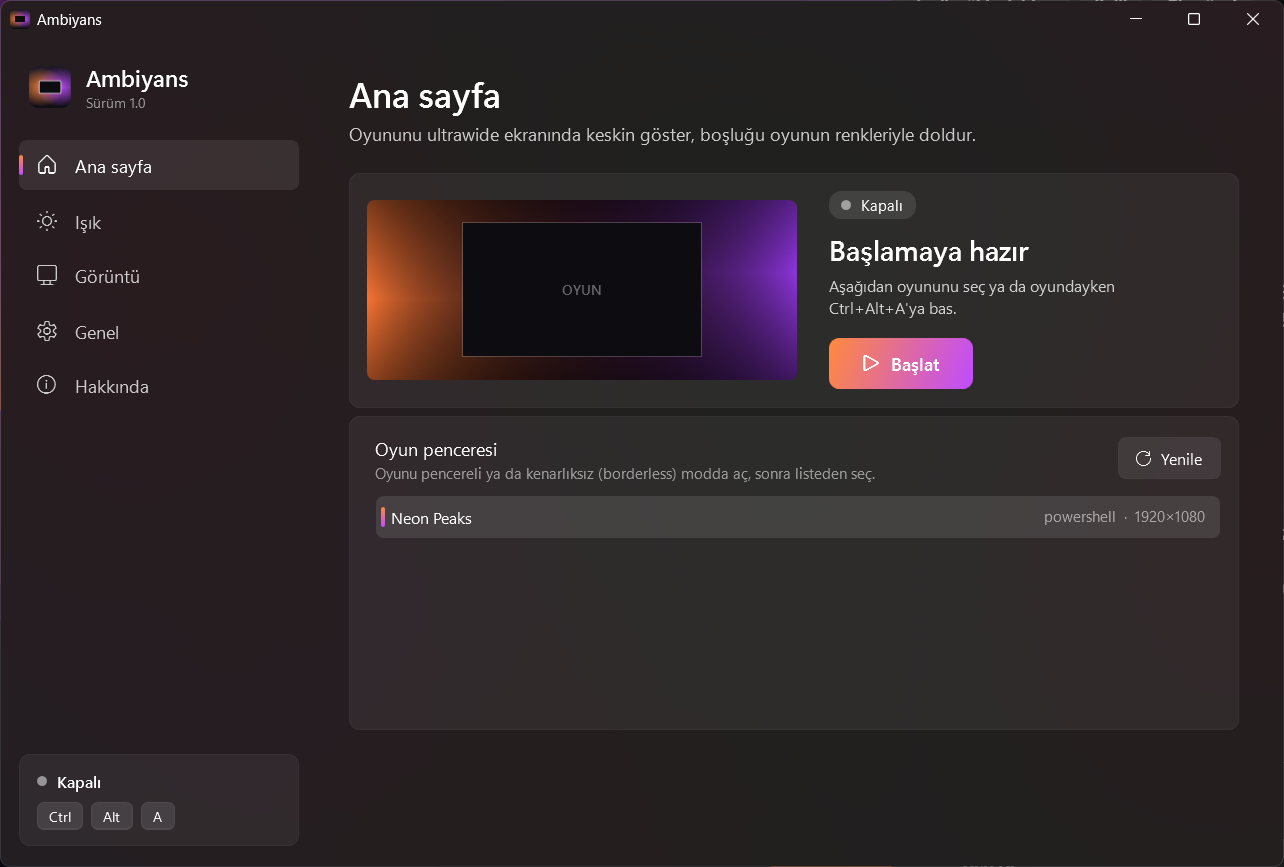 Ambiyans
Ambiyans
Sürüm 1.0
Ana sayfa
Işık
Görüntü
Genel
Hakkında
Kapalı
Ctrl
Alt
A
Ana sayfa
Oyununu ultrawide ekranında keskin göster, boşluğu oyunun renkleriyle doldur.
OYUN
Kapalı
Başlamaya hazır
Aşağıdan oyununu seç ya da oyundayken
Ctrl+Alt+A'ya bas.
Başlat
Oyun penceresi
Oyunu pencereli ya da kenarlıksız (borderless) modda aç, sonra listeden seç.
Yenile
Neon Peaks
powershell · 1920×1080